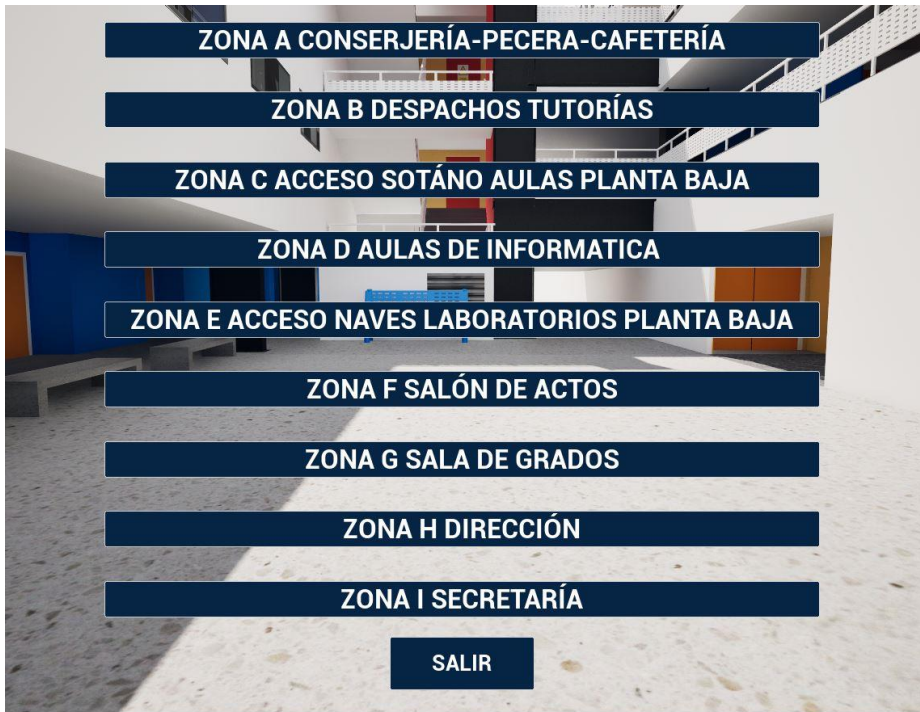 ZONA A CONSERJERÍA-PECERA-CAFETERÍA
ZONA B DESPACHOS TUTORÍAS
ZONA C ACCESO SOTÁNO AULAS PLANTA BAJA
ZONA D AULAS DE INFORMATICA
ZONA E ACCESO NAVES LABORATORIOS PLANTA BAJA
ZONA F SALÓN DE ACTOS
ZONA G SALA DE GRADOS
ZONA H DIRECCIÓN
ZONA I SECRETARÍA
SALIR